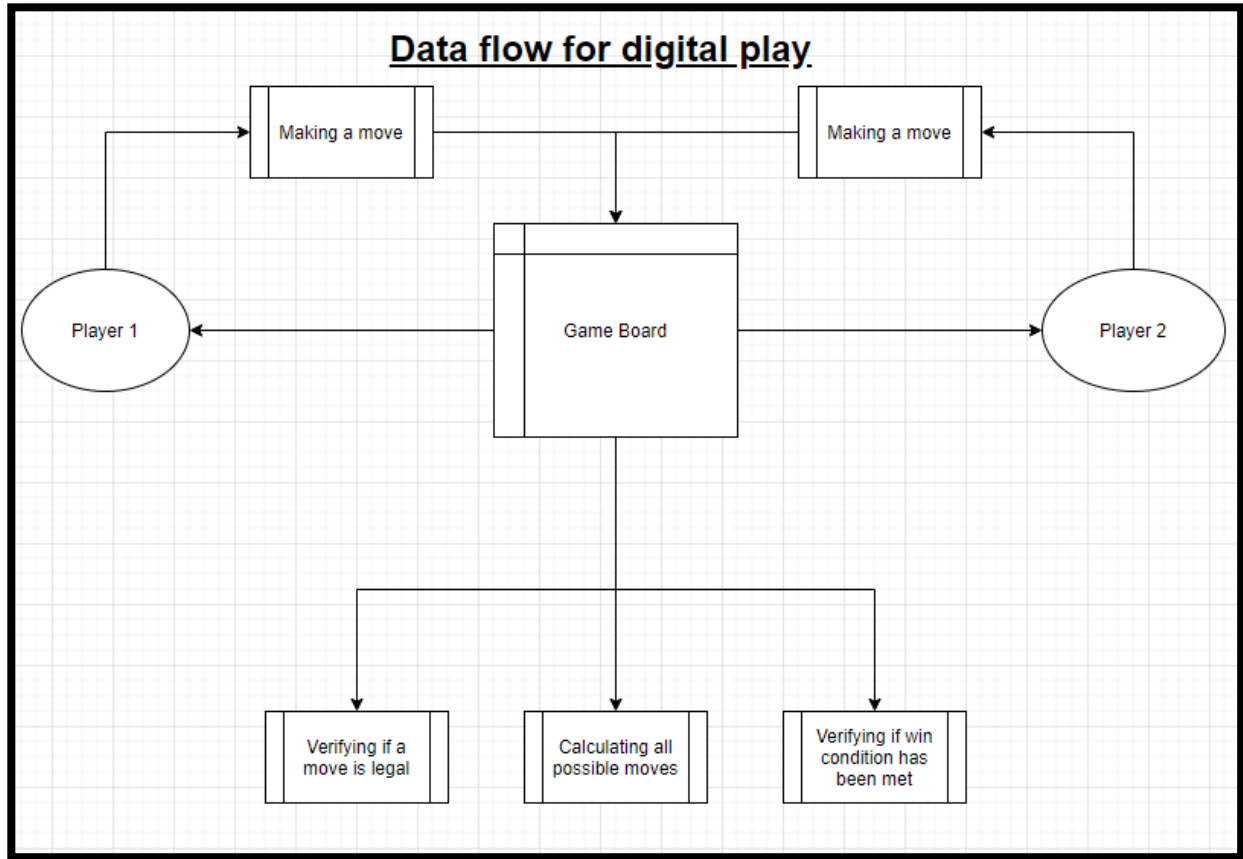 Data flow for digital play
Making a move
Making a move
Player 1
Game Board
Player 2
Verifying if a
move is legal
Calculating all
possible moves
Verifying if win
condition has
been met